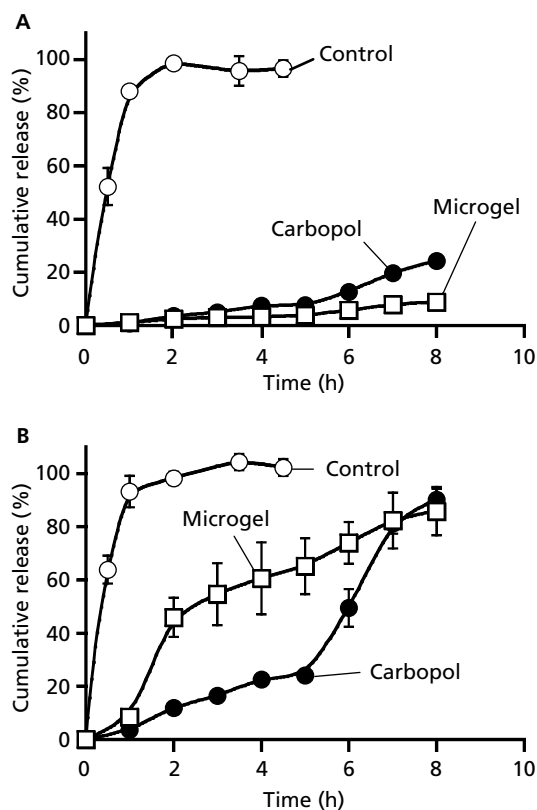 A
Cumulative release (%)
100
80
60
40
20
0
Control
Carbopol
Microgel
0 2 4 6 8 10
Time (h)
B
Cumulative release (%)
100
80
60
40
20
0
Control
Microgel
Carbopol
0 2 4 6 8 10
Time (h)